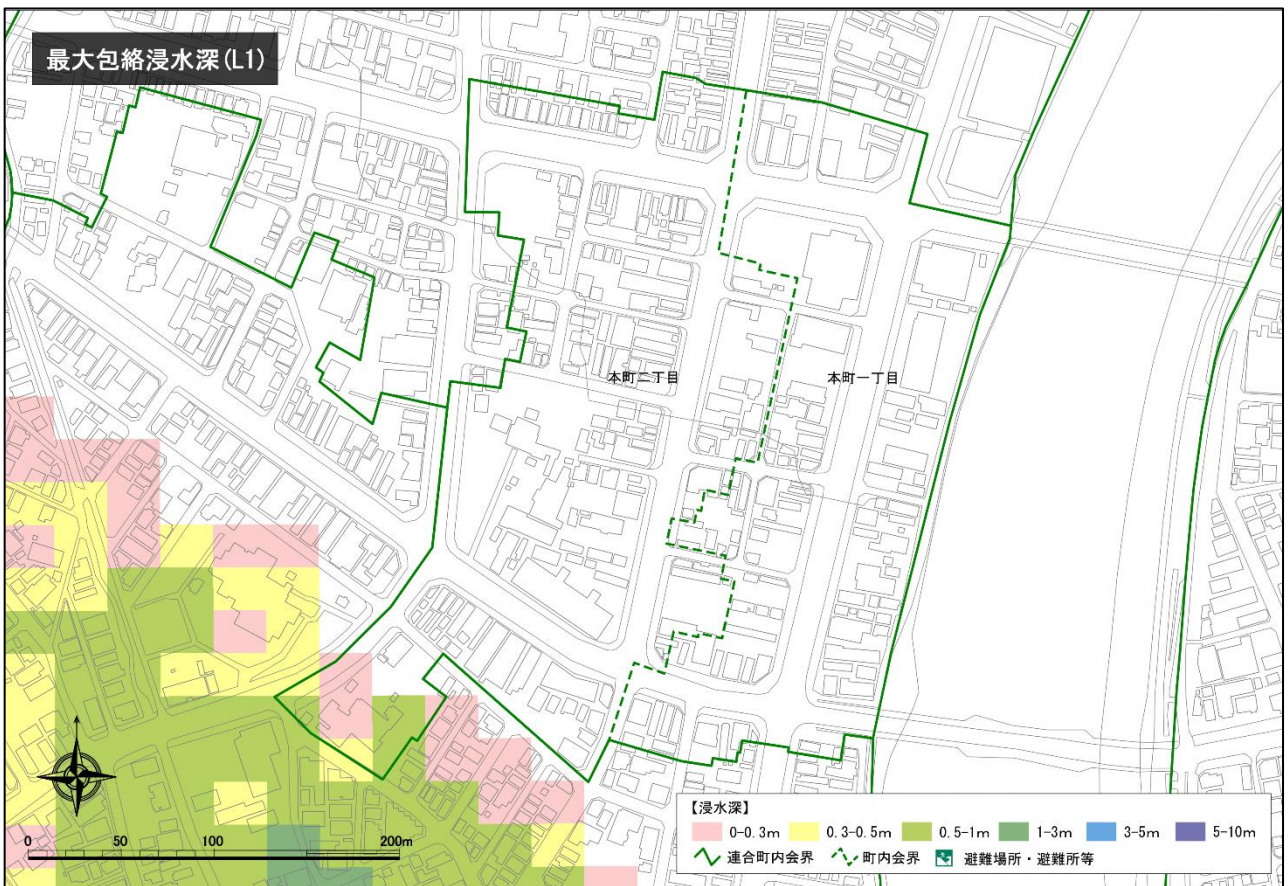 最大包絡浸水深(L1)
本町二丁目
本町一丁目
0 50 100 200m
【浸水深】
0-0.3m 0.3-0.5m 0.5-1m 1-3m 3-5m 5-10m
連合町内会界 町内会界 避難場所・避難所等